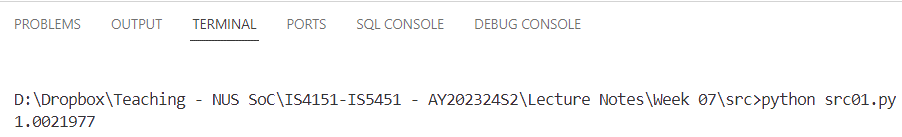 PROBLEMS OUTPUT TERMINAL PORTS SQL CONSOLE DEBUG CONSOLE
D:\Dropbox\Teaching - NUS SoC\IS4151-IS5451 - AY202324S2\Lecture Notes\Week 07\src>python src01.py
1.0021977